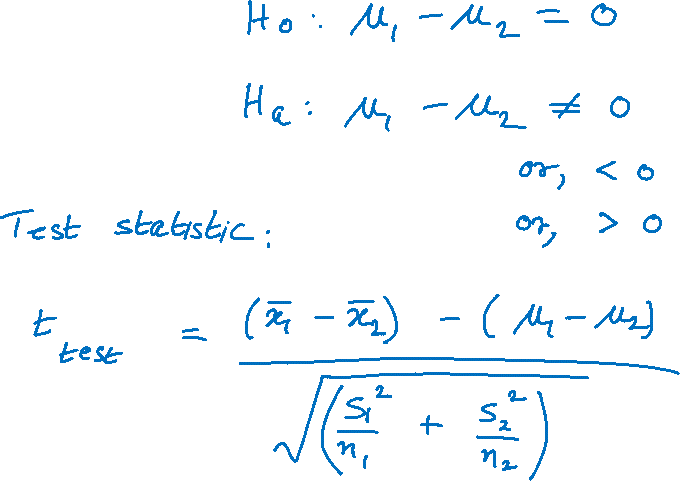 H₀: μ₁ - μ₂ = 0
Hₐ: μ₁ - μ₂ ≠ 0
or, < 0
or, > 0
Test statistic:
t_test = ((x̄₁ - x̄₂) - (μ₁ - μ₂)) / √(S₁²/n₁ + S₂²/n₂)